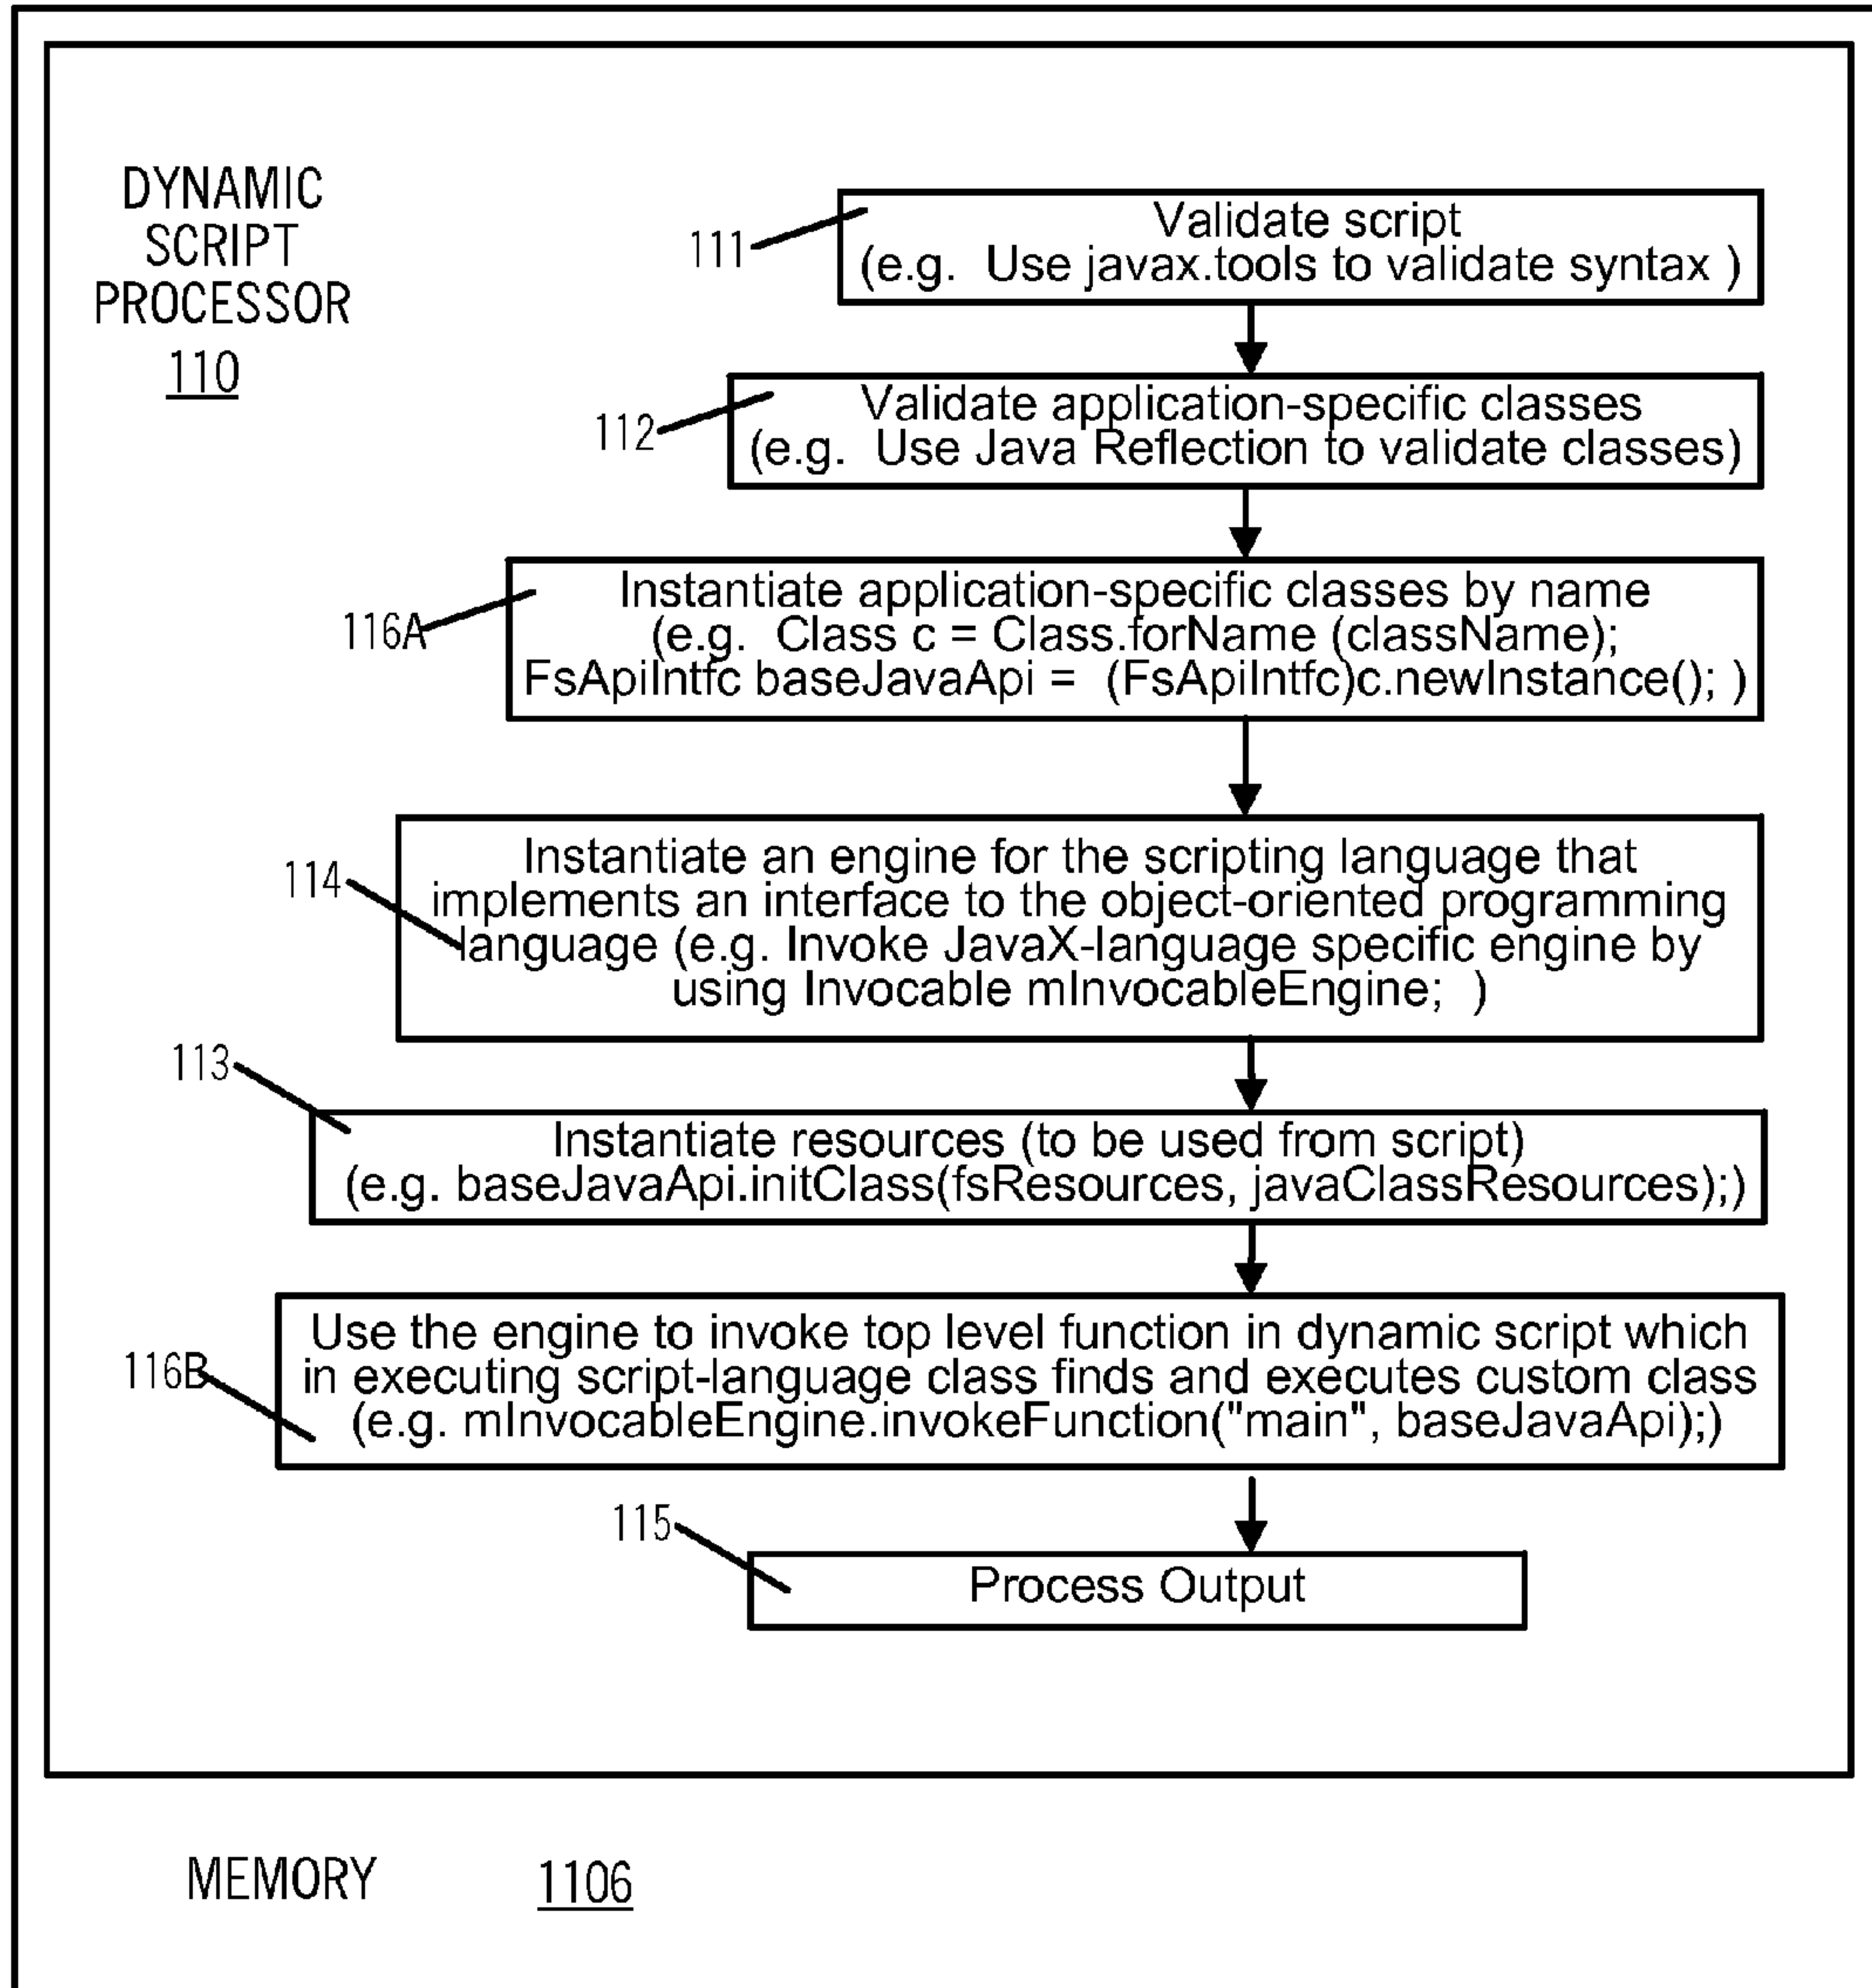 DYNAMIC
SCRIPT
PROCESSOR
110
111
Validate script
(e.g. Use javax.tools to validate syntax )
112
Validate application-specific classes
(e.g. Use Java Reflection to validate classes)
116A
Instantiate application-specific classes by name
(e.g. Class c = Class.forName (className);
FsApiIntfc baseJavaApi = (FsApiIntfc)c.newInstance(); )
114
Instantiate an engine for the scripting language that
implements an interface to the object-oriented programming
language (e.g. Invoke JavaX-language specific engine by
using Invocable mInvocableEngine; )
113
Instantiate resources (to be used from script)
(e.g. baseJavaApi.initClass(fsResources, javaClassResources);)
116B
Use the engine to invoke top level function in dynamic script which
in executing script-language class finds and executes custom class
(e.g. mInvocableEngine.invokeFunction("main", baseJavaApi);)
115
Process Output
MEMORY 1106